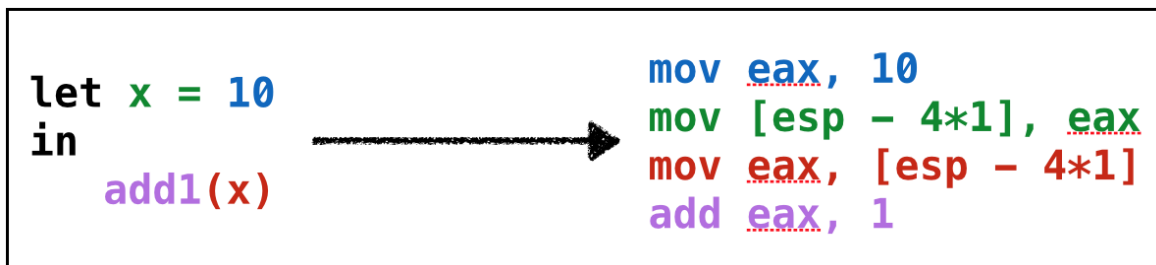 let x = 10
in
add1(x)
mov eax, 10
mov [esp - 4*1], eax
mov eax, [esp - 4*1]
add eax, 1